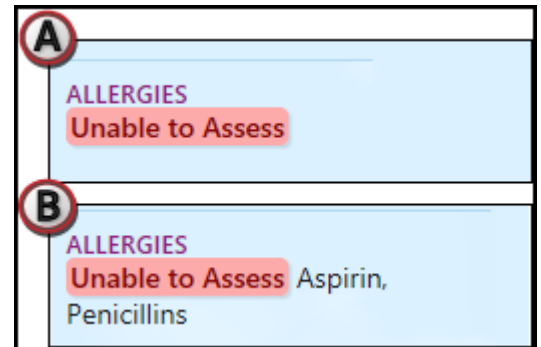 A
ALLERGIES
Unable to Assess
B
ALLERGIES
Unable to Assess Aspirin,
Penicillins